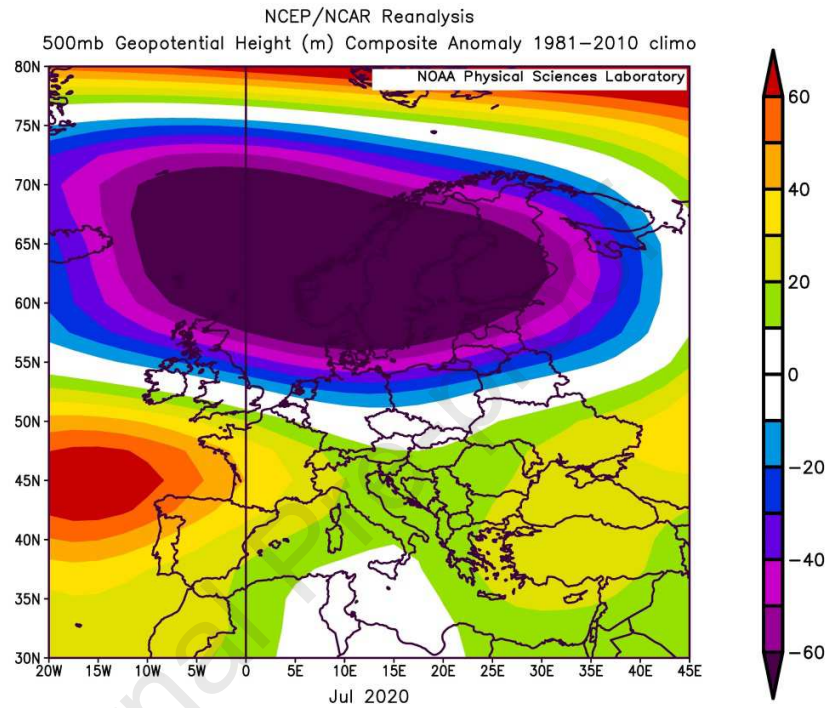 NCEP/NCAR Reanalysis
500mb Geopotential Height (m) Composite Anomaly 1981-2010 climo
NOAA Physical Sciences Laboratory
80N
75N
70N
65N
60N
55N
50N
45N
40N
35N
30N
20W 15W 10W 5W 0 5E 10E 15E 20E 25E 30E 35E 40E 45E
Jul 2020
60
40
20
0
-20
-40
-60